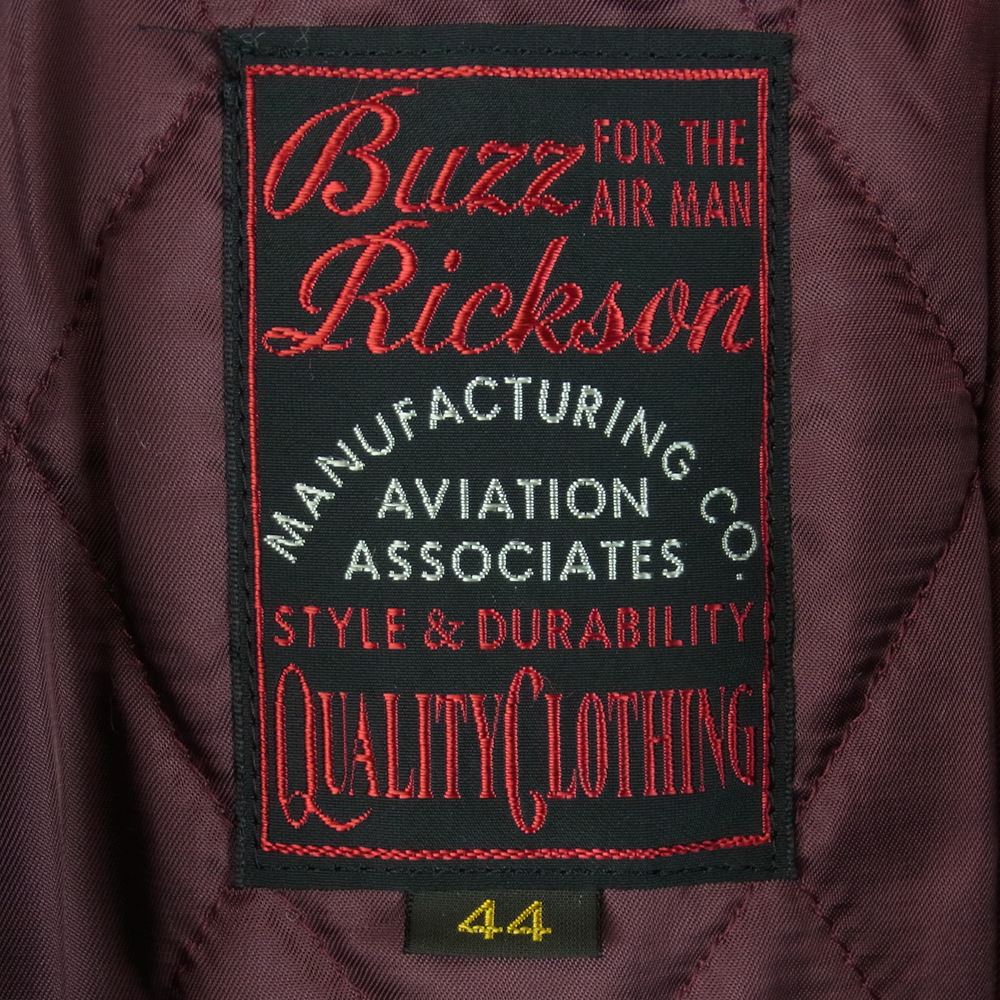 Buzz FOR THE
AIR MAN
Rickson
MANUFACTURING CO.
AVIATION
ASSOCIATES
STYLE & DURABILITY
QUALITY CLOTHING
44